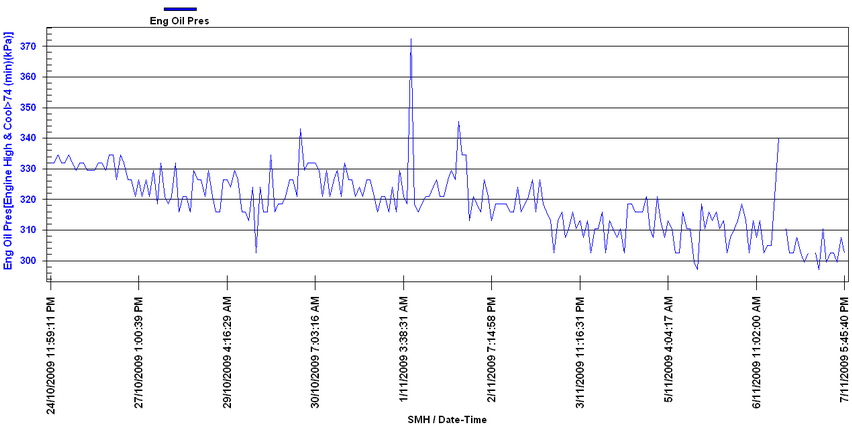 Eng Oil Pres
Eng Oil Pres[Engine High & Cool>74 (min)(kPa)]
370
360
350
340
330
320
310
300
24/10/2009 11:59:11 PM
27/10/2009 1:00:39 PM
29/10/2009 4:16:29 AM
30/10/2009 7:03:16 AM
1/11/2009 3:38:31 AM
2/11/2009 7:14:58 PM
3/11/2009 11:16:31 PM
5/11/2009 4:04:17 AM
6/11/2009 11:02:00 AM
7/11/2009 5:45:40 PM
SMH / Date-Time